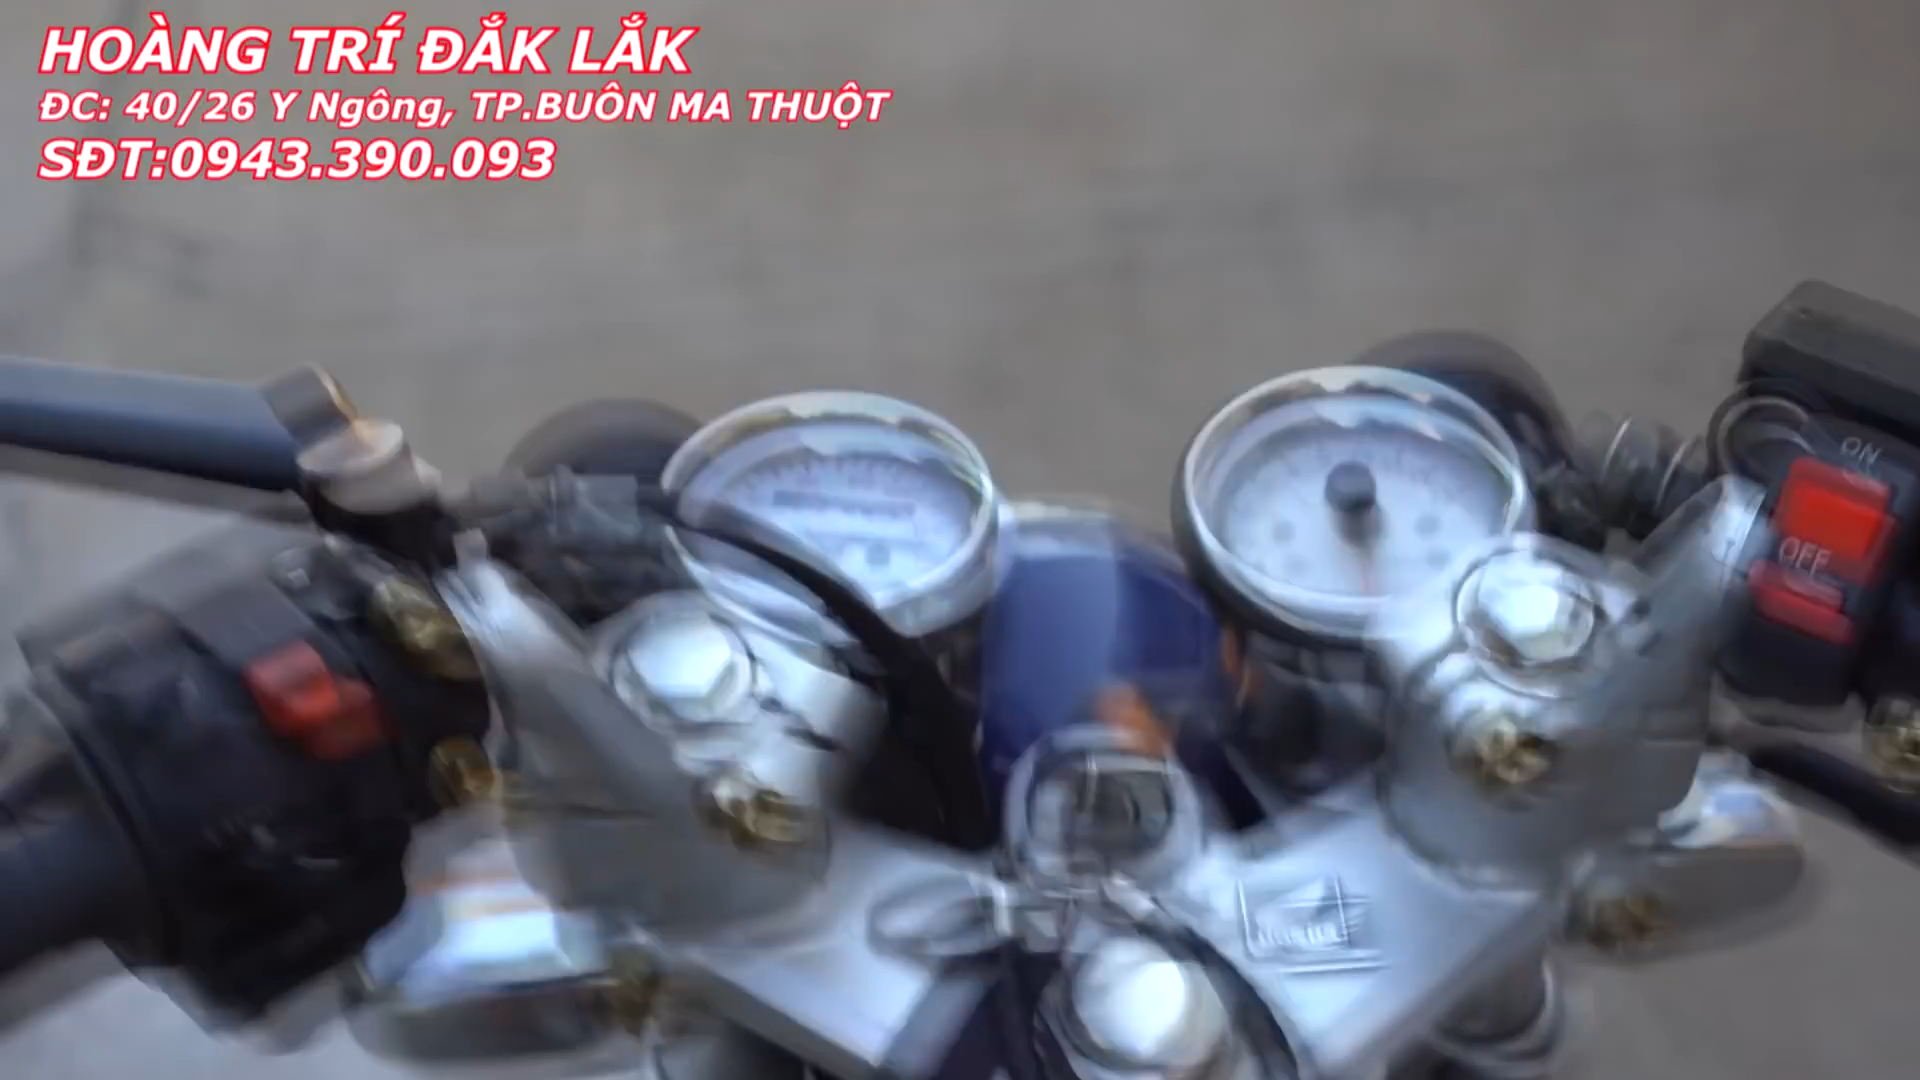 HOÀNG TRÍ ĐẮK LẮK
ĐC: 40/26 Y Ngông, TP.BUÔN MA THUỘT
SĐT:0943.390.093
ON
OFF